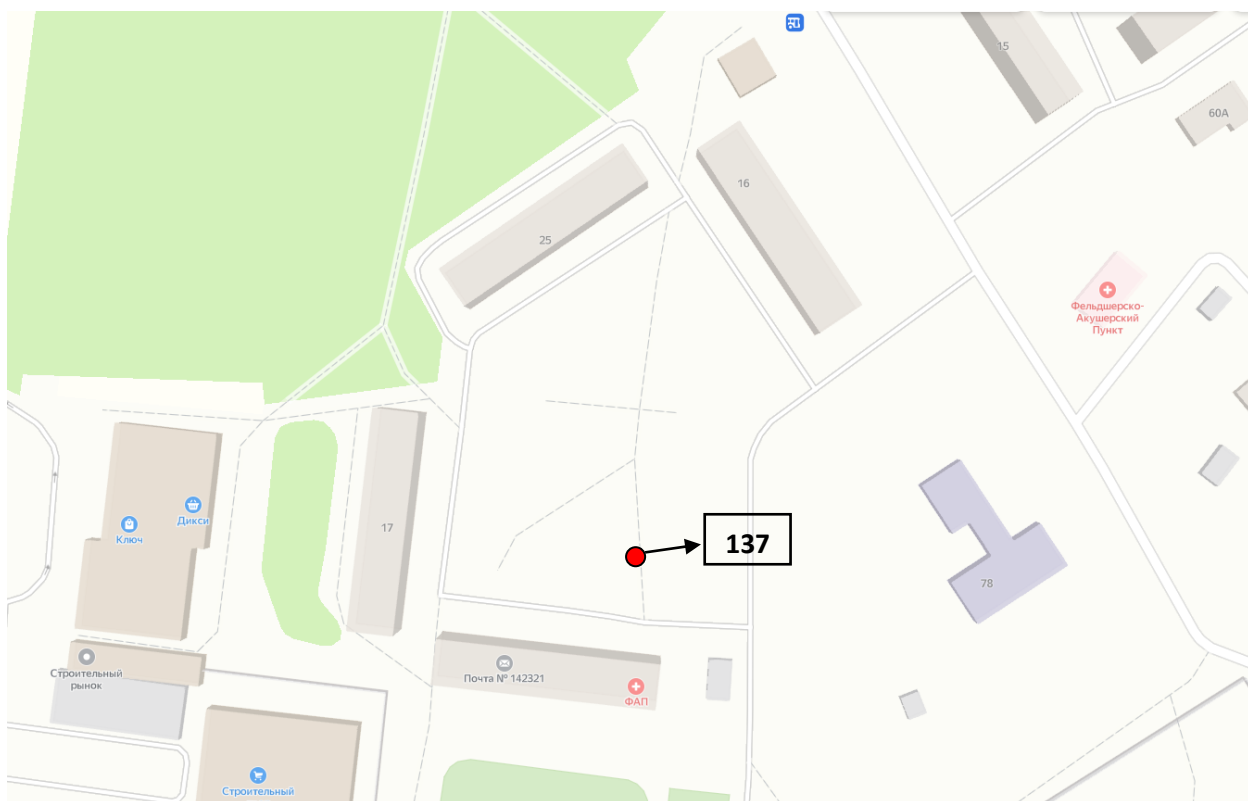 15
60А
16
25
Фельдшерско-
Акушерский
Пункт
Дикси
Ключ
17
137
78
Строительный
рынок
Почта № 142321
ФАП
Строительный